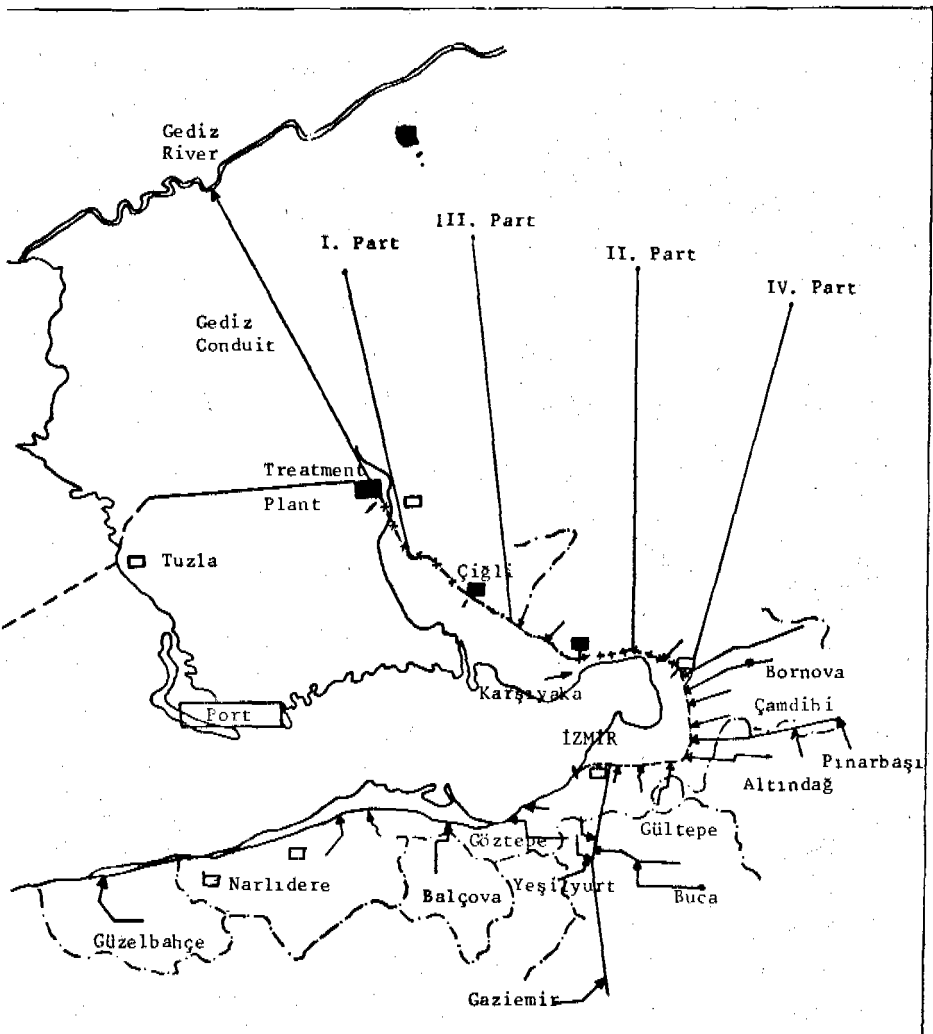 Gediz
River
III. Part
I. Part
II. Part
IV. Part
Gediz
Conduit
Treatment
Plant
Tuzla
Çiğli
Karşıyaka
Bornova
Çamdibi
Port
İZMİR
Pınarbaşı
Altındağ
Gültepe
Göztepe
Yeşilyurt
Narlıdere
Balçova
Buca
Güzelbahçe
Gaziemir